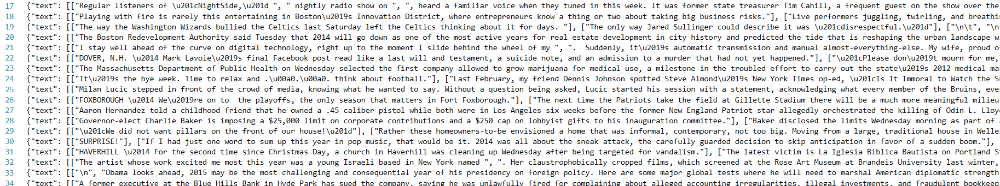 17 {"text": [["Regular listeners of \u201cNightSide,\u201d ", " nightly radio show on ", ", heard a familiar voice when they tuned in this week. It was former state treasurer Tim Cahill, a frequent guest on the show over the
18 {"text": [["Playing with fire is rarely this entertaining in Boston\u2019s Innovation District, where entrepreneurs know a thing or two about taking big business risks."], ["Live performers juggling, twirling, and
19 {"text": [["The way the Washington Wizards bullied the Celtics last Saturday left the Celtics thinking about it for days. "], ["The only way Jared Sullinger could describe it was \u201cdisrespectful.\u201d"], ["\n\t", "\n
20 {"text": [["The Boston Redevelopment Authority said Tuesday that 2014 will go down as one of the most active years for real estate development in city history and predicted the tide that is reshaping the urban landscape
21 {"text": [["I stay well ahead of the curve on digital technology, right up to the moment I slide behind the wheel of my ", ".  Suddenly, it\u2019s automatic transmission and manual almost-everything-else. My wife, proud
22 {"text": [["DOVER, N.H. \u2014 Mark Lavoie\u2019s final Facebook post read like a last will and testament, a suicide note, and an admission to a murder that had not yet happened."], ["\u201cPlease don\u2019t mourn for me,
23 {"text": [["The Massachusetts Department of Public Health on Wednesday selected the first company allowed to grow marijuana for medical use, a milestone in the troubled effort to carry out the state\u2019s 2012 medical
24 {"text": [["It\u2019s the bye week. Time to relax and .\u00a0.\u00a0. think about football."], ["Last February, my friend Dennis Johnson spotted Steve Almond\u2019s New York Times op-ed, \u201cIs It Immoral to Watch the
25 {"text": [["Milan Lucic stepped in front of the crowd of media, knowing what he wanted to say. Without a question being asked, Lucic started his session with a statement, acknowledging what every member of the Bruins,
26 {"text": [["FOXBOROUGH \u2014 We\u2019re on to  the playoffs, the only season that matters in Fort Foxborough."], ["The next time the Patriots take the field at Gillette Stadium there will be a much more meaningful milieu
27 {"text": [["Aaron Hernandez told a childhood friend that he owned a .45 caliber pistol while both were in Los Angeles six weeks before the former New England Patriot star allegedly orchestrated the killing of Odin L.
28 {"text": [["Governor-elect Charlie Baker is imposing a $25,000 limit on corporate contributions and a $250 cap on lobbyist gifts to his inauguration committee."], ["Baker disclosed the limits Wednesday morning as part of
29 {"text": [["\u201cWe did not want pillars on the front of our house!\u201d"], ["Rather these homeowners-to-be envisioned a home that was informal, contemporary, not too big. Moving from a large, traditional house in
30 {"text": [["SURPRISE!"], ["If I had just one word to sum up this year in pop music, that would be it. 2014 was all about the sneak attack, the carefully guarded decision to skip anticipation in favor of a sudden boom."],
31 {"text": [["HAVERHILL \u2014 For the second time since Christmas Day, a church in Haverhill was cleaning up Wednesday after being targeted for vandalism."], ["The latest victim is La Iglesia Biblica Bautista on Portland
32 {"text": [["The artist whose work excited me most this year was a young Israeli based in New York named ", ". Her claustrophobically cropped films, which screened at the Rose Art Museum at Brandeis University last winter,
33 {"text": [["\n", "Obama looks ahead, 2015 may be the most challenging and consequential year of his presidency on foreign policy. Here are some major global tests where he will need to marshal American diplomatic strength
34 {"text": [["A former executive at the Blue Hills Bank in Hyde Park has sued the company, saying he was unlawfully fired for complaining about alleged accounting irregularities, illegal investments, and fraudulent